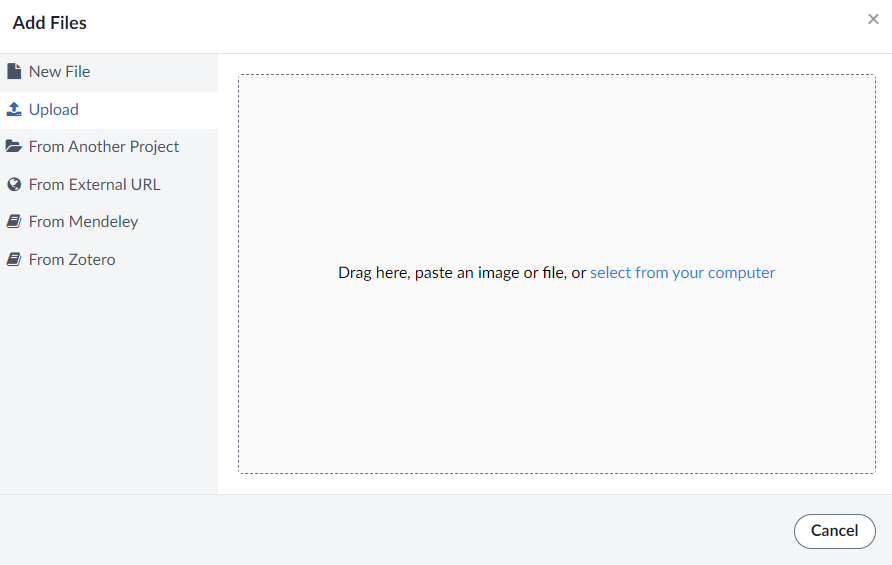 Add Files
×
New File
Upload
From Another Project
From External URL
From Mendeley
From Zotero
Drag here, paste an image or file, or select from your computer
Cancel